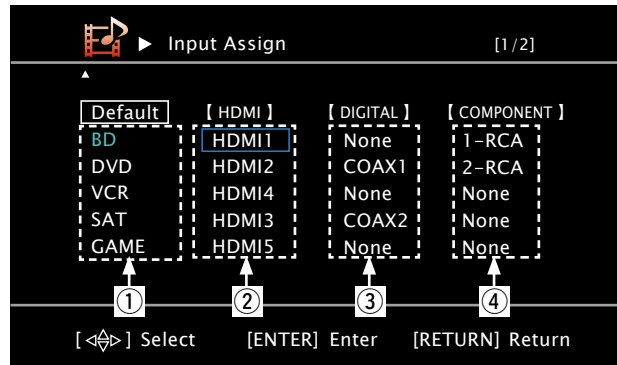 Input Assign [1/2]
Default [ HDMI ] [ DIGITAL ] [ COMPONENT ]
BD HDMI1 None 1-RCA
DVD HDMI2 COAX1 2-RCA
VCR HDMI4 None None
SAT HDMI3 COAX2 None
GAME HDMI5 None None
① ② ③ ④
[ ◁△▽▷ ] Select [ENTER] Enter [RETURN] Return